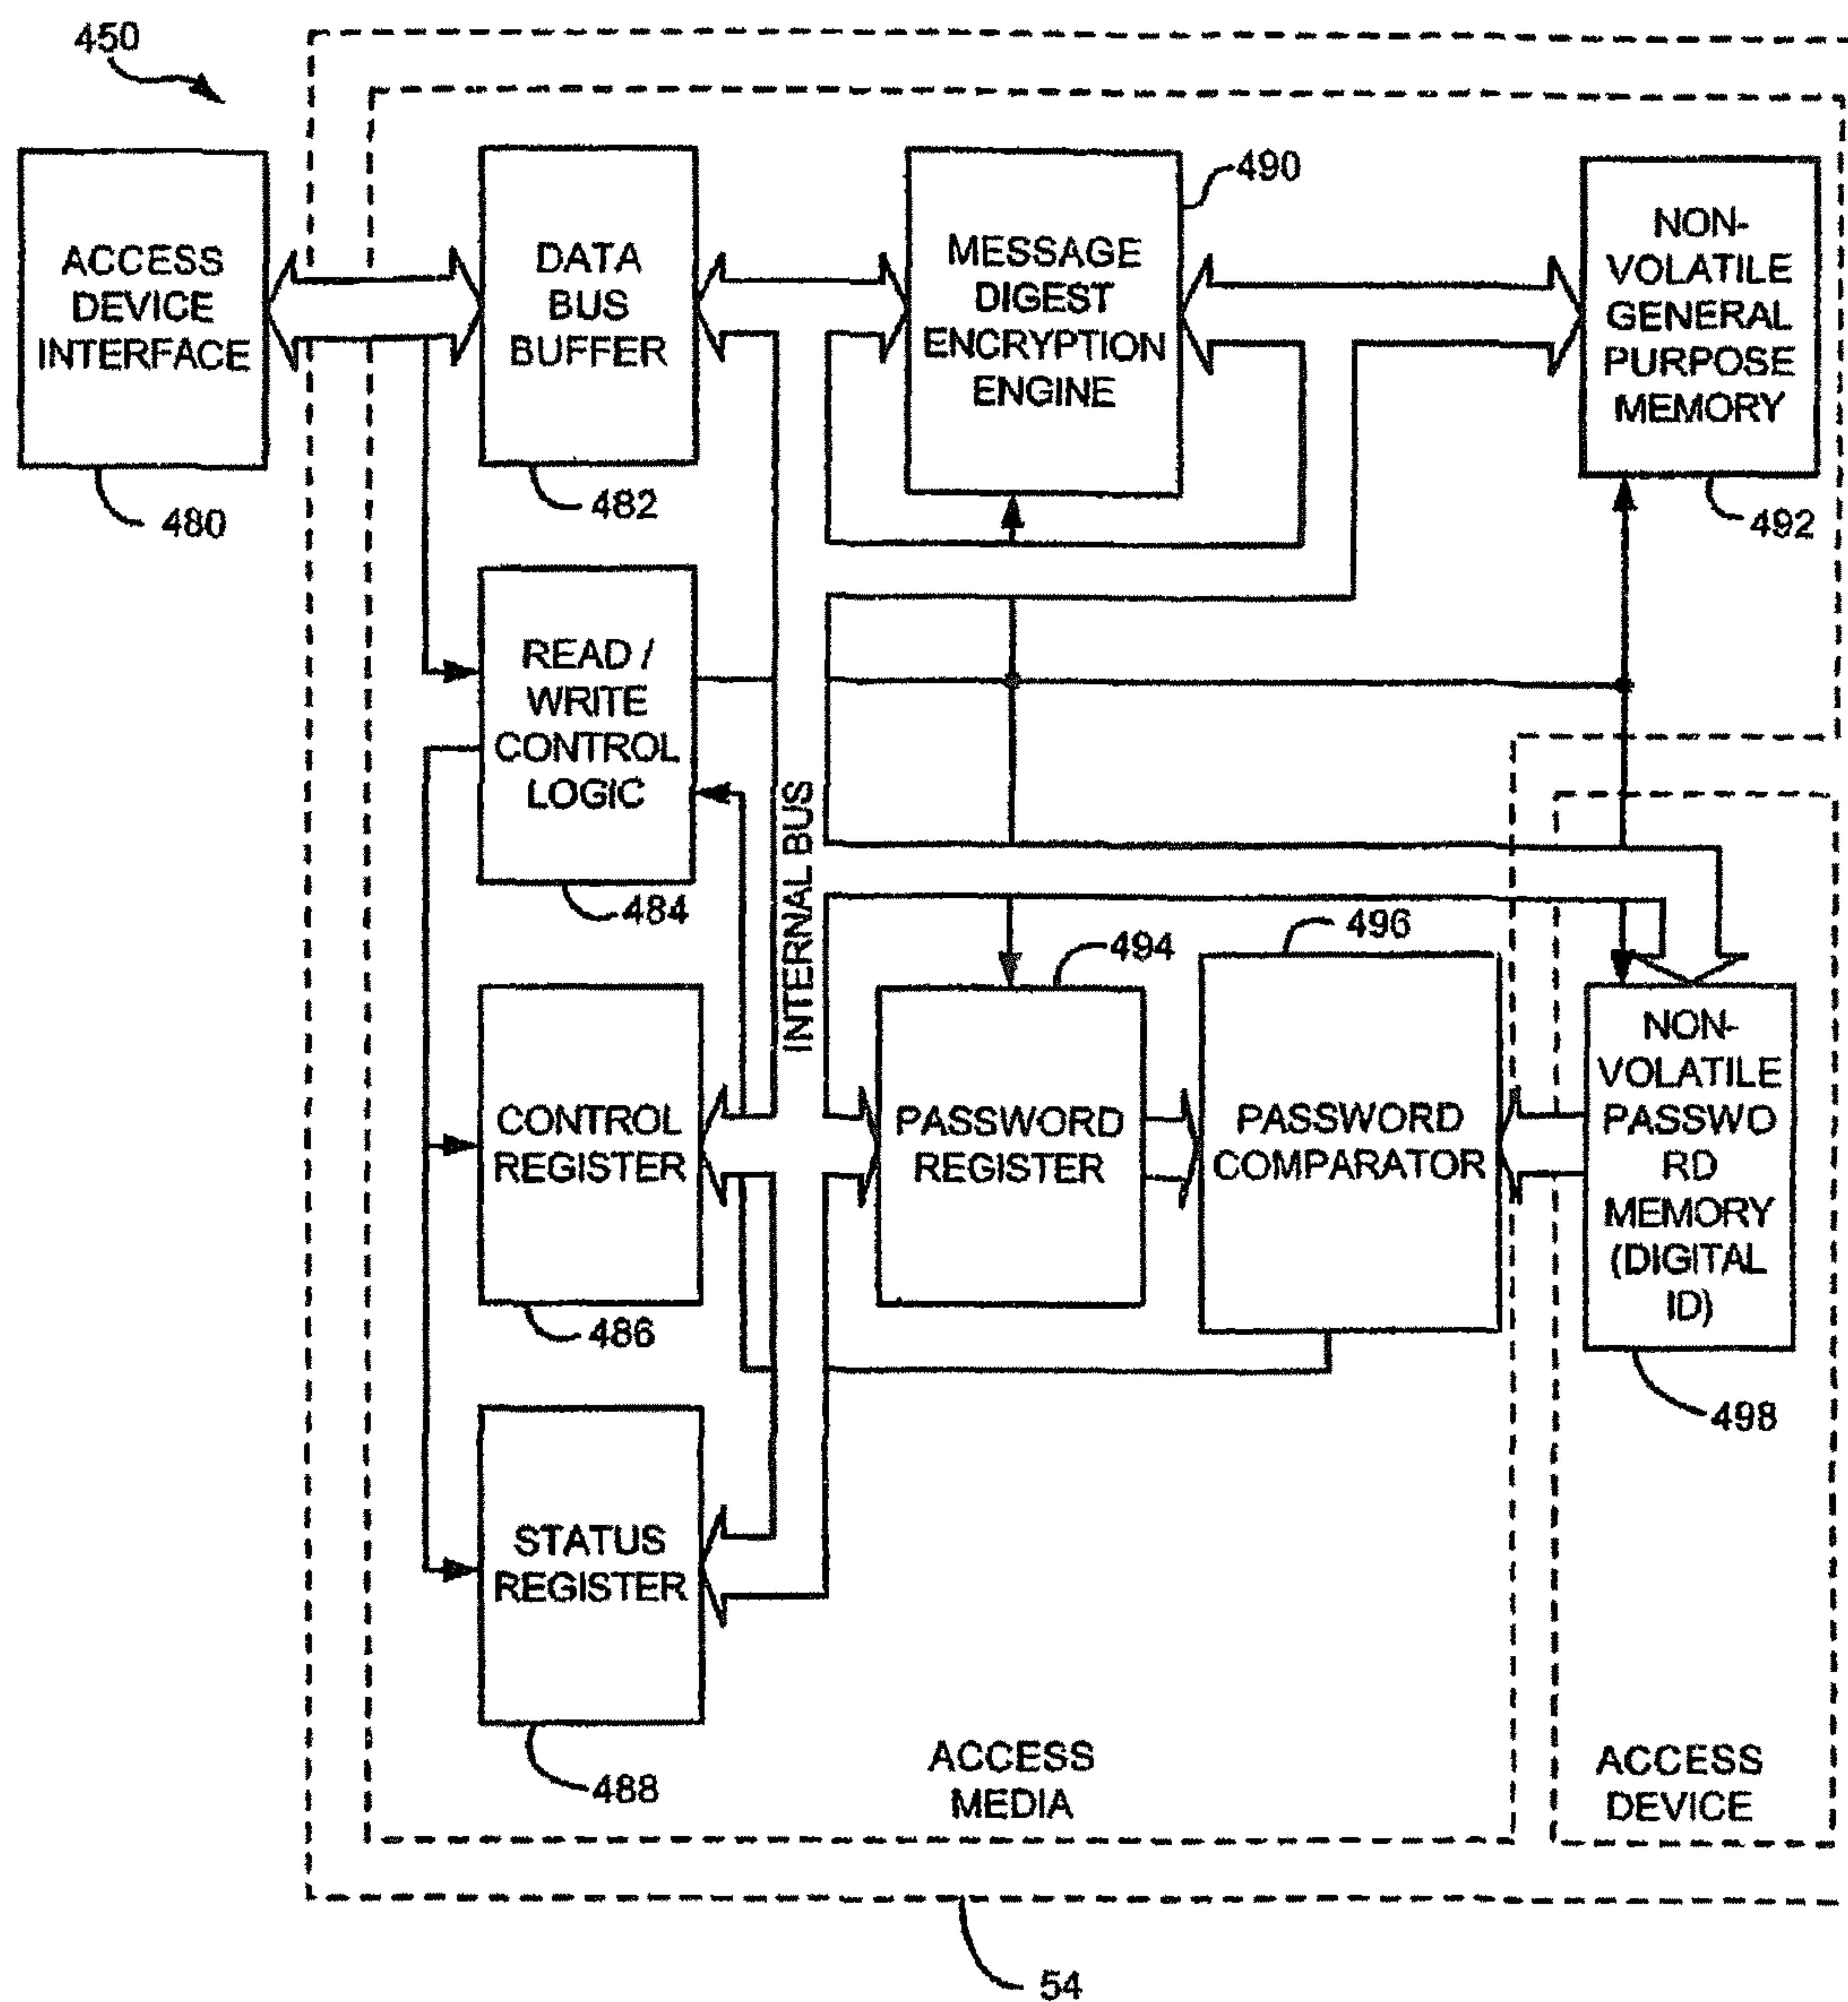 450
ACCESS
DEVICE
INTERFACE
480
DATA
BUS
BUFFER
482
MESSAGE
DIGEST
ENCRYPTION
ENGINE
490
NON-
VOLATILE
GENERAL
PURPOSE
MEMORY
492
READ /
WRITE
CONTROL
LOGIC
484
INTERNAL BUS
CONTROL
REGISTER
486
PASSWORD
REGISTER
494
PASSWORD
COMPARATOR
496
NON-
VOLATILE
PASSWO
RD
MEMORY
(DIGITAL
ID)
498
STATUS
REGISTER
488
ACCESS
MEDIA
ACCESS
DEVICE
54